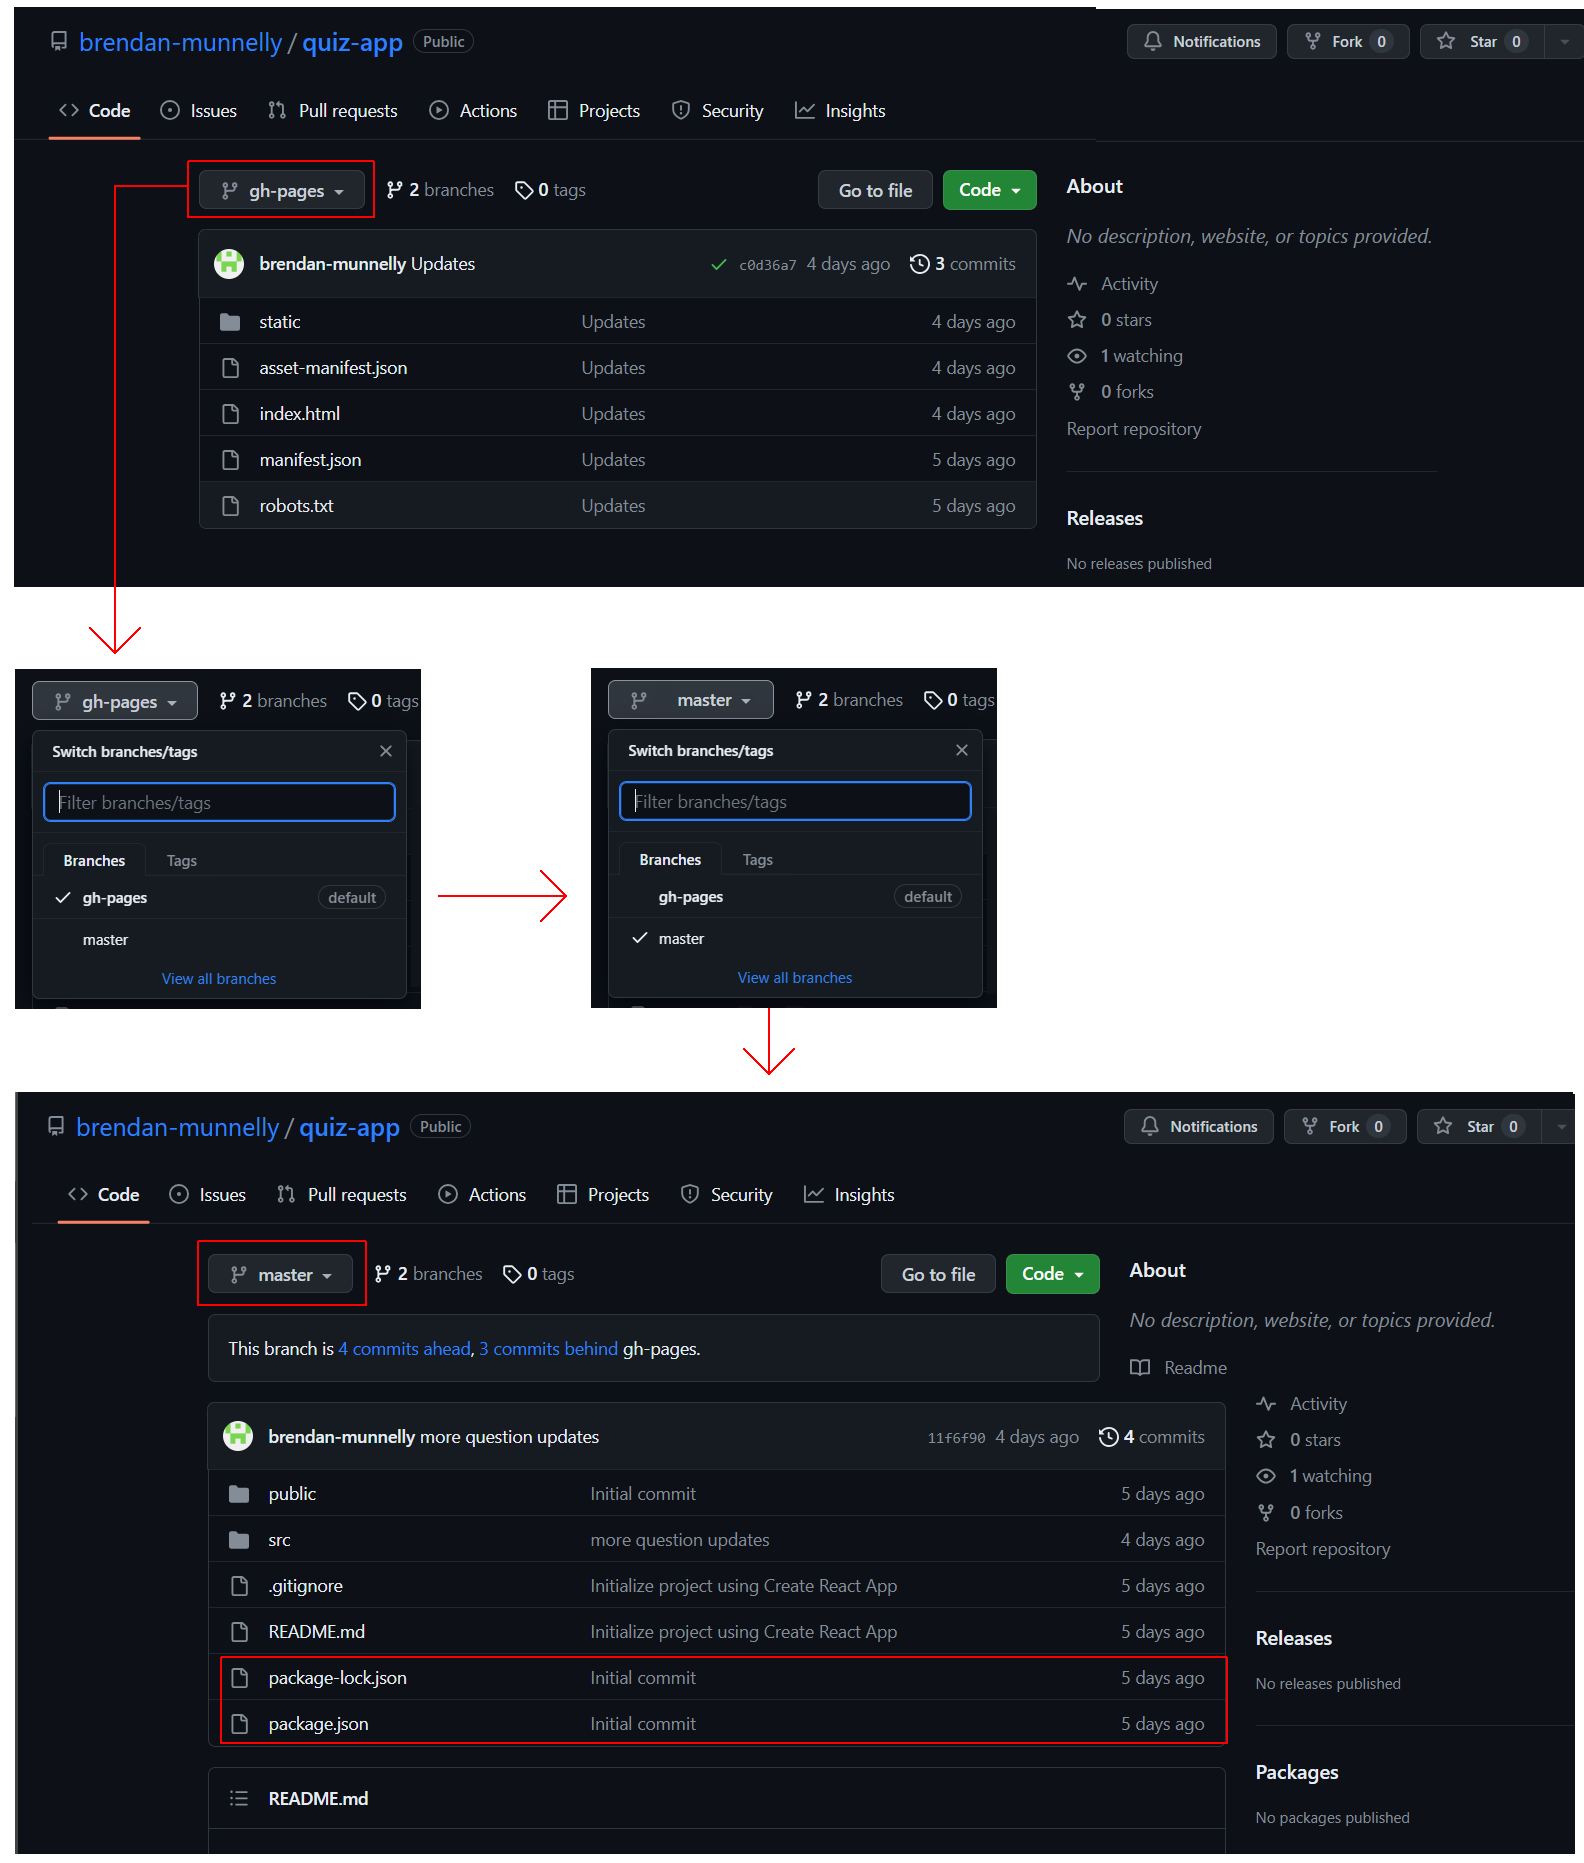 brendan-munnelly / quiz-app Public Notifications Fork 0 Star 0
Code Issues Pull requests Actions Projects Security Insights
gh-pages 2 branches 0 tags Go to file Code About
No description, website, or topics provided.
brendan-munnelly Updates c0d36a7 4 days ago 3 commits
Activity
static Updates 4 days ago 0 stars
asset-manifest.json Updates 4 days ago 1 watching
index.html Updates 4 days ago 0 forks
Report repository
manifest.json Updates 5 days ago
robots.txt Updates 5 days ago Releases
No releases published
gh-pages 2 branches 0 tags
Switch branches/tags
Filter branches/tags
Branches Tags
gh-pages default
master
View all branches
master 2 branches 0 tags
Switch branches/tags
Filter branches/tags
Branches Tags
gh-pages default
master
View all branches
brendan-munnelly / quiz-app Public Notifications Fork 0 Star 0
Code Issues Pull requests Actions Projects Security Insights
master 2 branches 0 tags Go to file Code About
No description, website, or topics provided.
This branch is 4 commits ahead, 3 commits behind gh-pages.
Readme
Activity
brendan-munnelly more question updates 11f6f90 4 days ago 4 commits 0 stars
1 watching
public Initial commit 5 days ago 0 forks
src more question updates 4 days ago Report repository
.gitignore Initialize project using Create React App 5 days ago
README.md Initialize project using Create React App 5 days ago Releases
package-lock.json Initial commit 5 days ago No releases published
package.json Initial commit 5 days ago
Packages
README.md No packages published